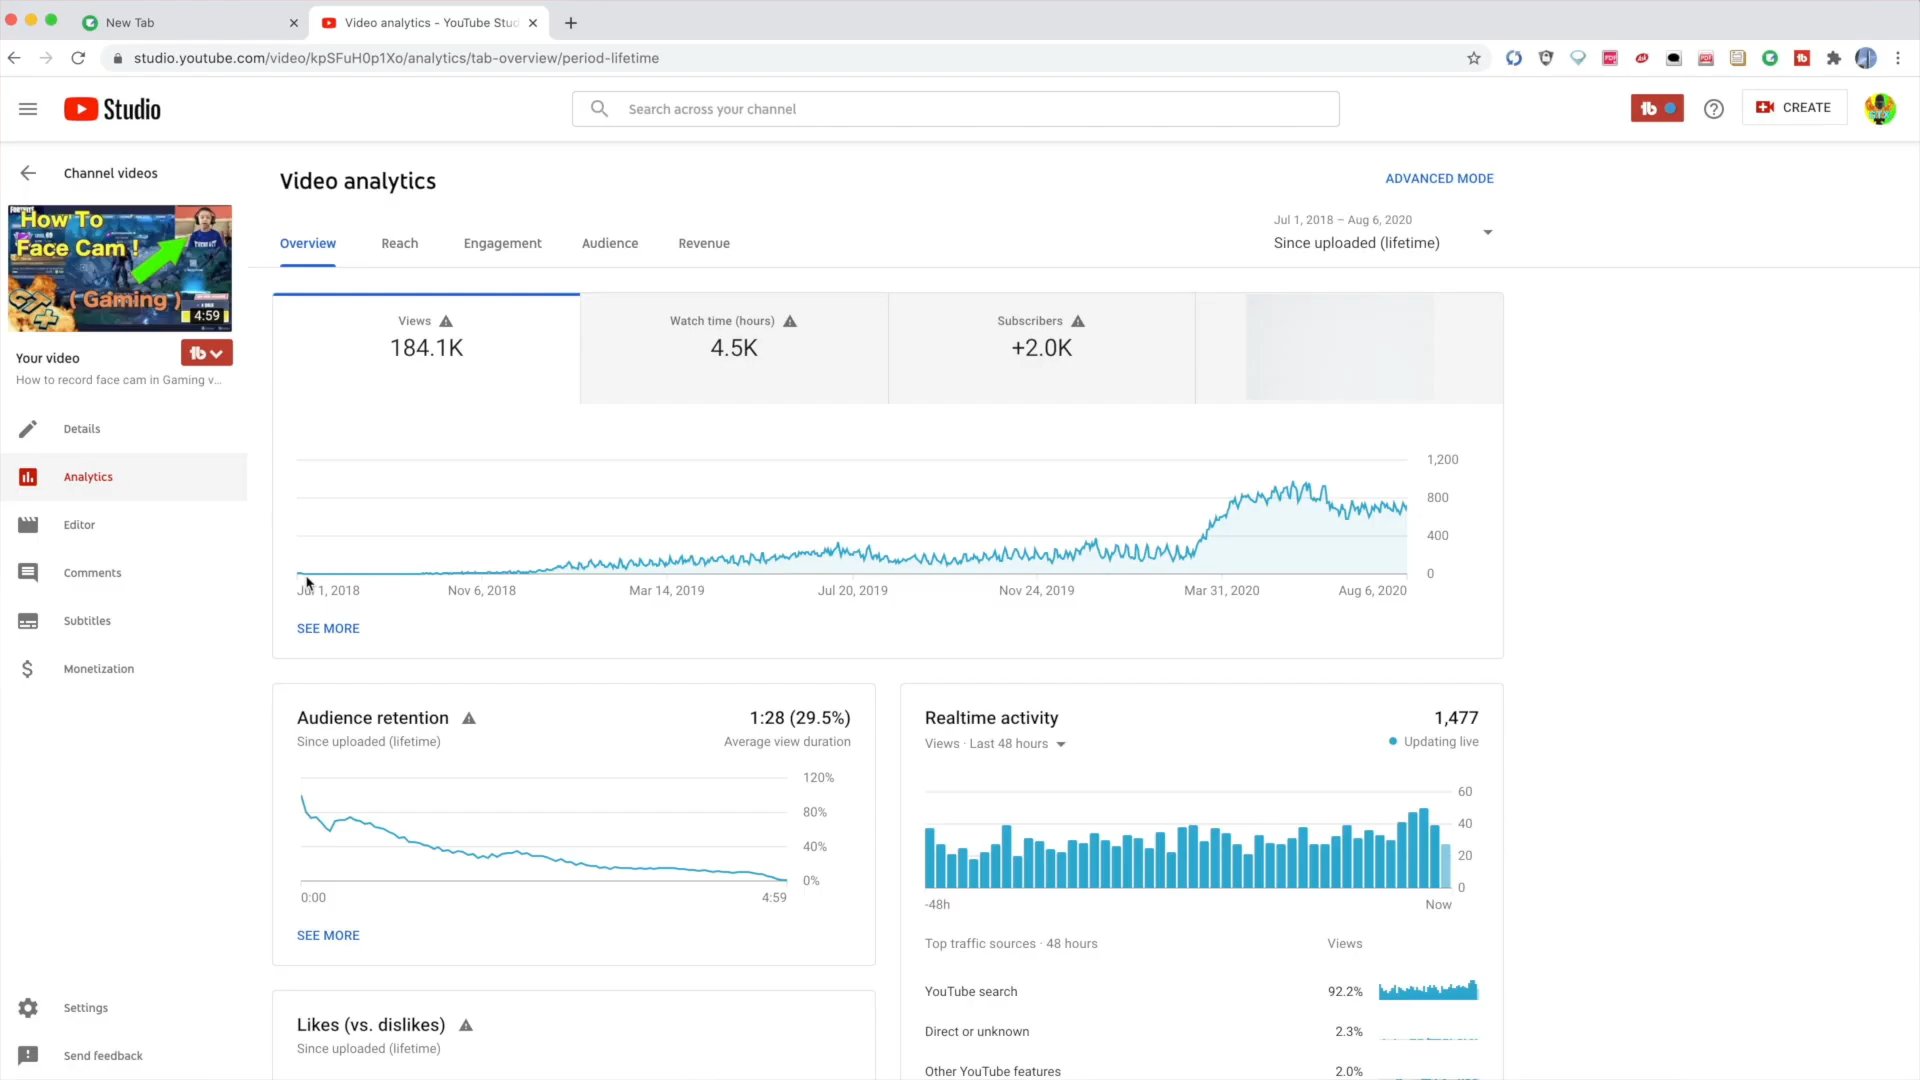 New Tab
Video analytics - YouTube Stud
studio.youtube.com/video/kpSFuH0p1Xo/analytics/tab-overview/period-lifetime
Studio
Search across your channel
CREATE
Channel videos
Video analytics
ADVANCED MODE
Jul 1, 2018 – Aug 6, 2020
Since uploaded (lifetime)
Overview
Reach
Engagement
Audience
Revenue
How To
Face Cam !
( Gaming )
4:59
Your video
How to record face cam in Gaming v...
Details
Analytics
Editor
Comments
Subtitles
Monetization
Settings
Send feedback
Views
184.1K
Watch time (hours)
4.5K
Subscribers
+2.0K
1,200
800
400
0
Jul 1, 2018
Nov 6, 2018
Mar 14, 2019
Jul 20, 2019
Nov 24, 2019
Mar 31, 2020
Aug 6, 2020
SEE MORE
Audience retention
1:28 (29.5%)
Since uploaded (lifetime)
Average view duration
120%
80%
40%
0%
0:00
4:59
SEE MORE
Likes (vs. dislikes)
Since uploaded (lifetime)
Realtime activity
1,477
Views · Last 48 hours
Updating live
60
40
20
0
-48h
Now
Top traffic sources · 48 hours
Views
YouTube search
92.2%
Direct or unknown
2.3%
Other YouTube features
2.0%